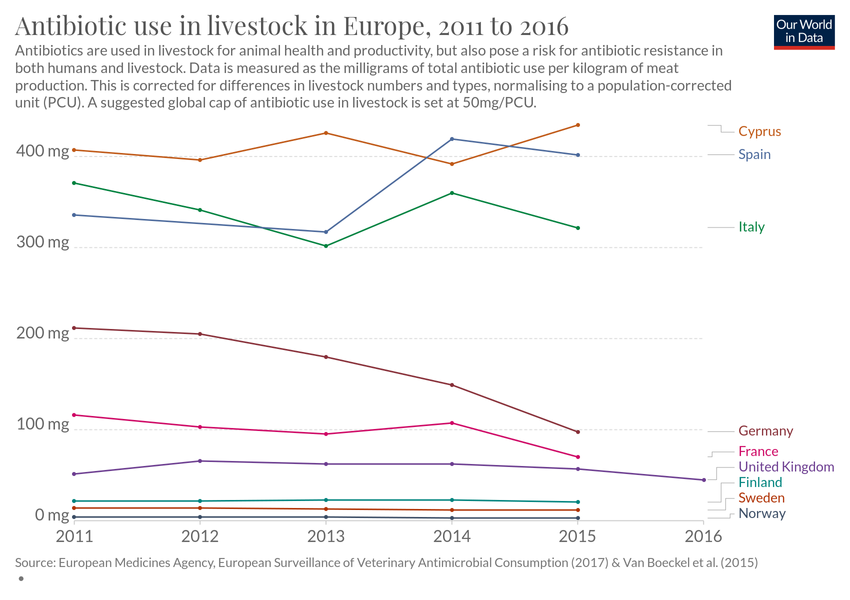 Antibiotic use in livestock in Europe, 2011 to 2016
Our World
in Data
Antibiotics are used in livestock for animal health and productivity, but also pose a risk for antibiotic resistance in
both humans and livestock. Data is measured as the milligrams of total antibiotic use per kilogram of meat
production. This is corrected for differences in livestock numbers and types, normalising to a population-corrected
unit (PCU). A suggested global cap of antibiotic use in livestock is set at 50mg/PCU.
400 mg
300 mg
200 mg
100 mg
0 mg
Cyprus
Spain
Italy
Germany
France
United Kingdom
Finland
Sweden
Norway
2011
2012
2013
2014
2015
2016
Source: European Medicines Agency, European Surveillance of Veterinary Antimicrobial Consumption (2017) & Van Boeckel et al. (2015)
•